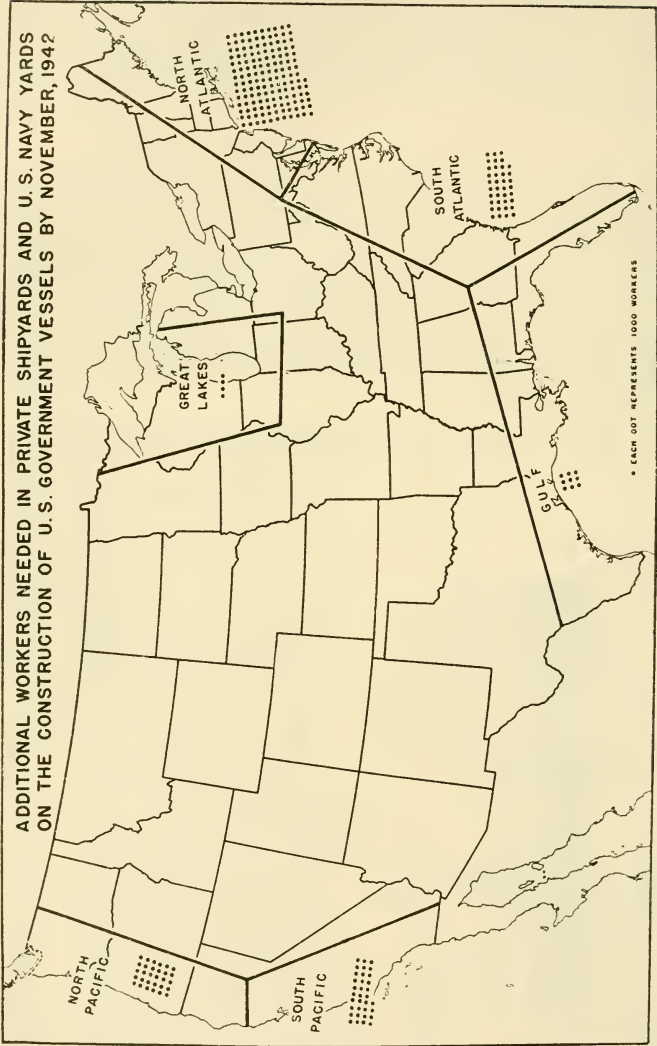 ADDITIONAL WORKERS NEEDED IN PRIVATE SHIPYARDS AND U.S. NAVY YARDS
ON THE CONSTRUCTION OF U.S. GOVERNMENT VESSELS BY NOVEMBER, 1942
NORTH
PACIFIC
SOUTH
PACIFIC
GREAT
LAKES
NORTH
ATLANTIC
SOUTH
ATLANTIC
GULF
• EACH DOT REPRESENTS 1000 WORKERS